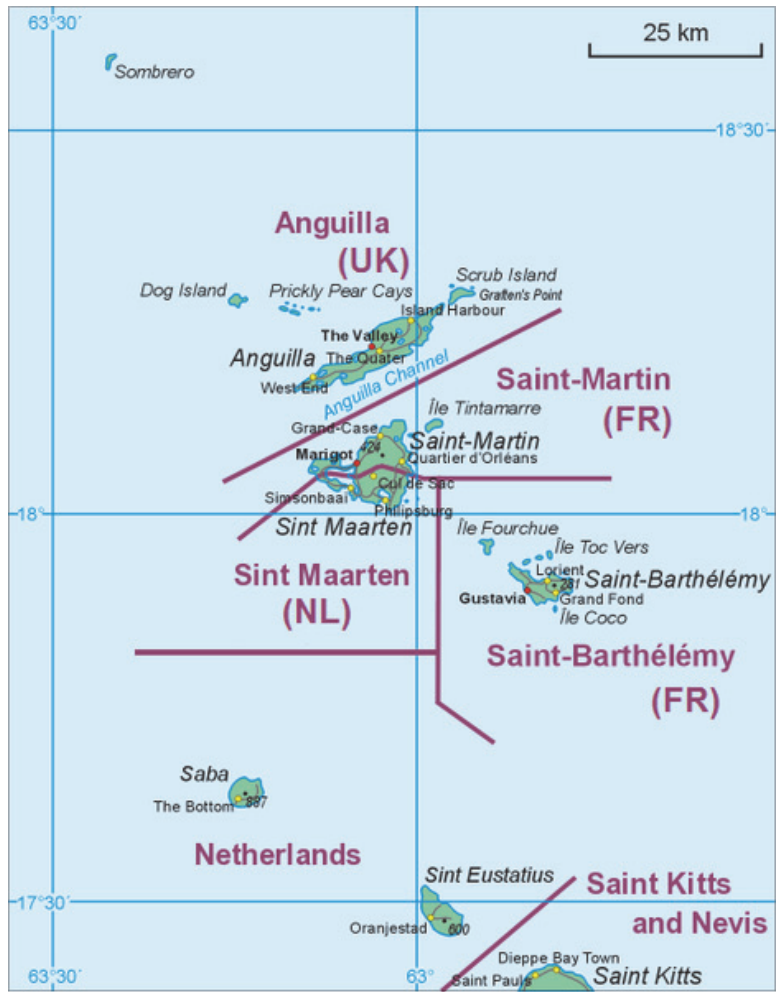 63°30′
25 km
Sombrero
18°30′
Anguilla
(UK)
Scrub Island
Dog Island
Prickly Pear Cays
Gratten's Point
Island Harbour
The Valley
Anguilla
The Quater
West End
Anguilla Channel
Saint-Martin
(FR)
Île Tintamarre
Grand-Case
424
Saint-Martin
Marigot
Quartier d'Orléans
Cul de Sac
Simsonbaai
Philipsburg
18°
Sint Maarten
Île Fourchue
Île Toc Vers
Sint Maarten
(NL)
Lorient
281
Saint-Barthélémy
Gustavia
Grand Fond
Île Coco
Saint-Barthélémy
(FR)
Saba
The Bottom
887
Netherlands
Sint Eustatius
Saint Kitts
and Nevis
17°30′
Oranjestad
600
Dieppe Bay Town
Saint Pauls
Saint Kitts
63°30′
63°